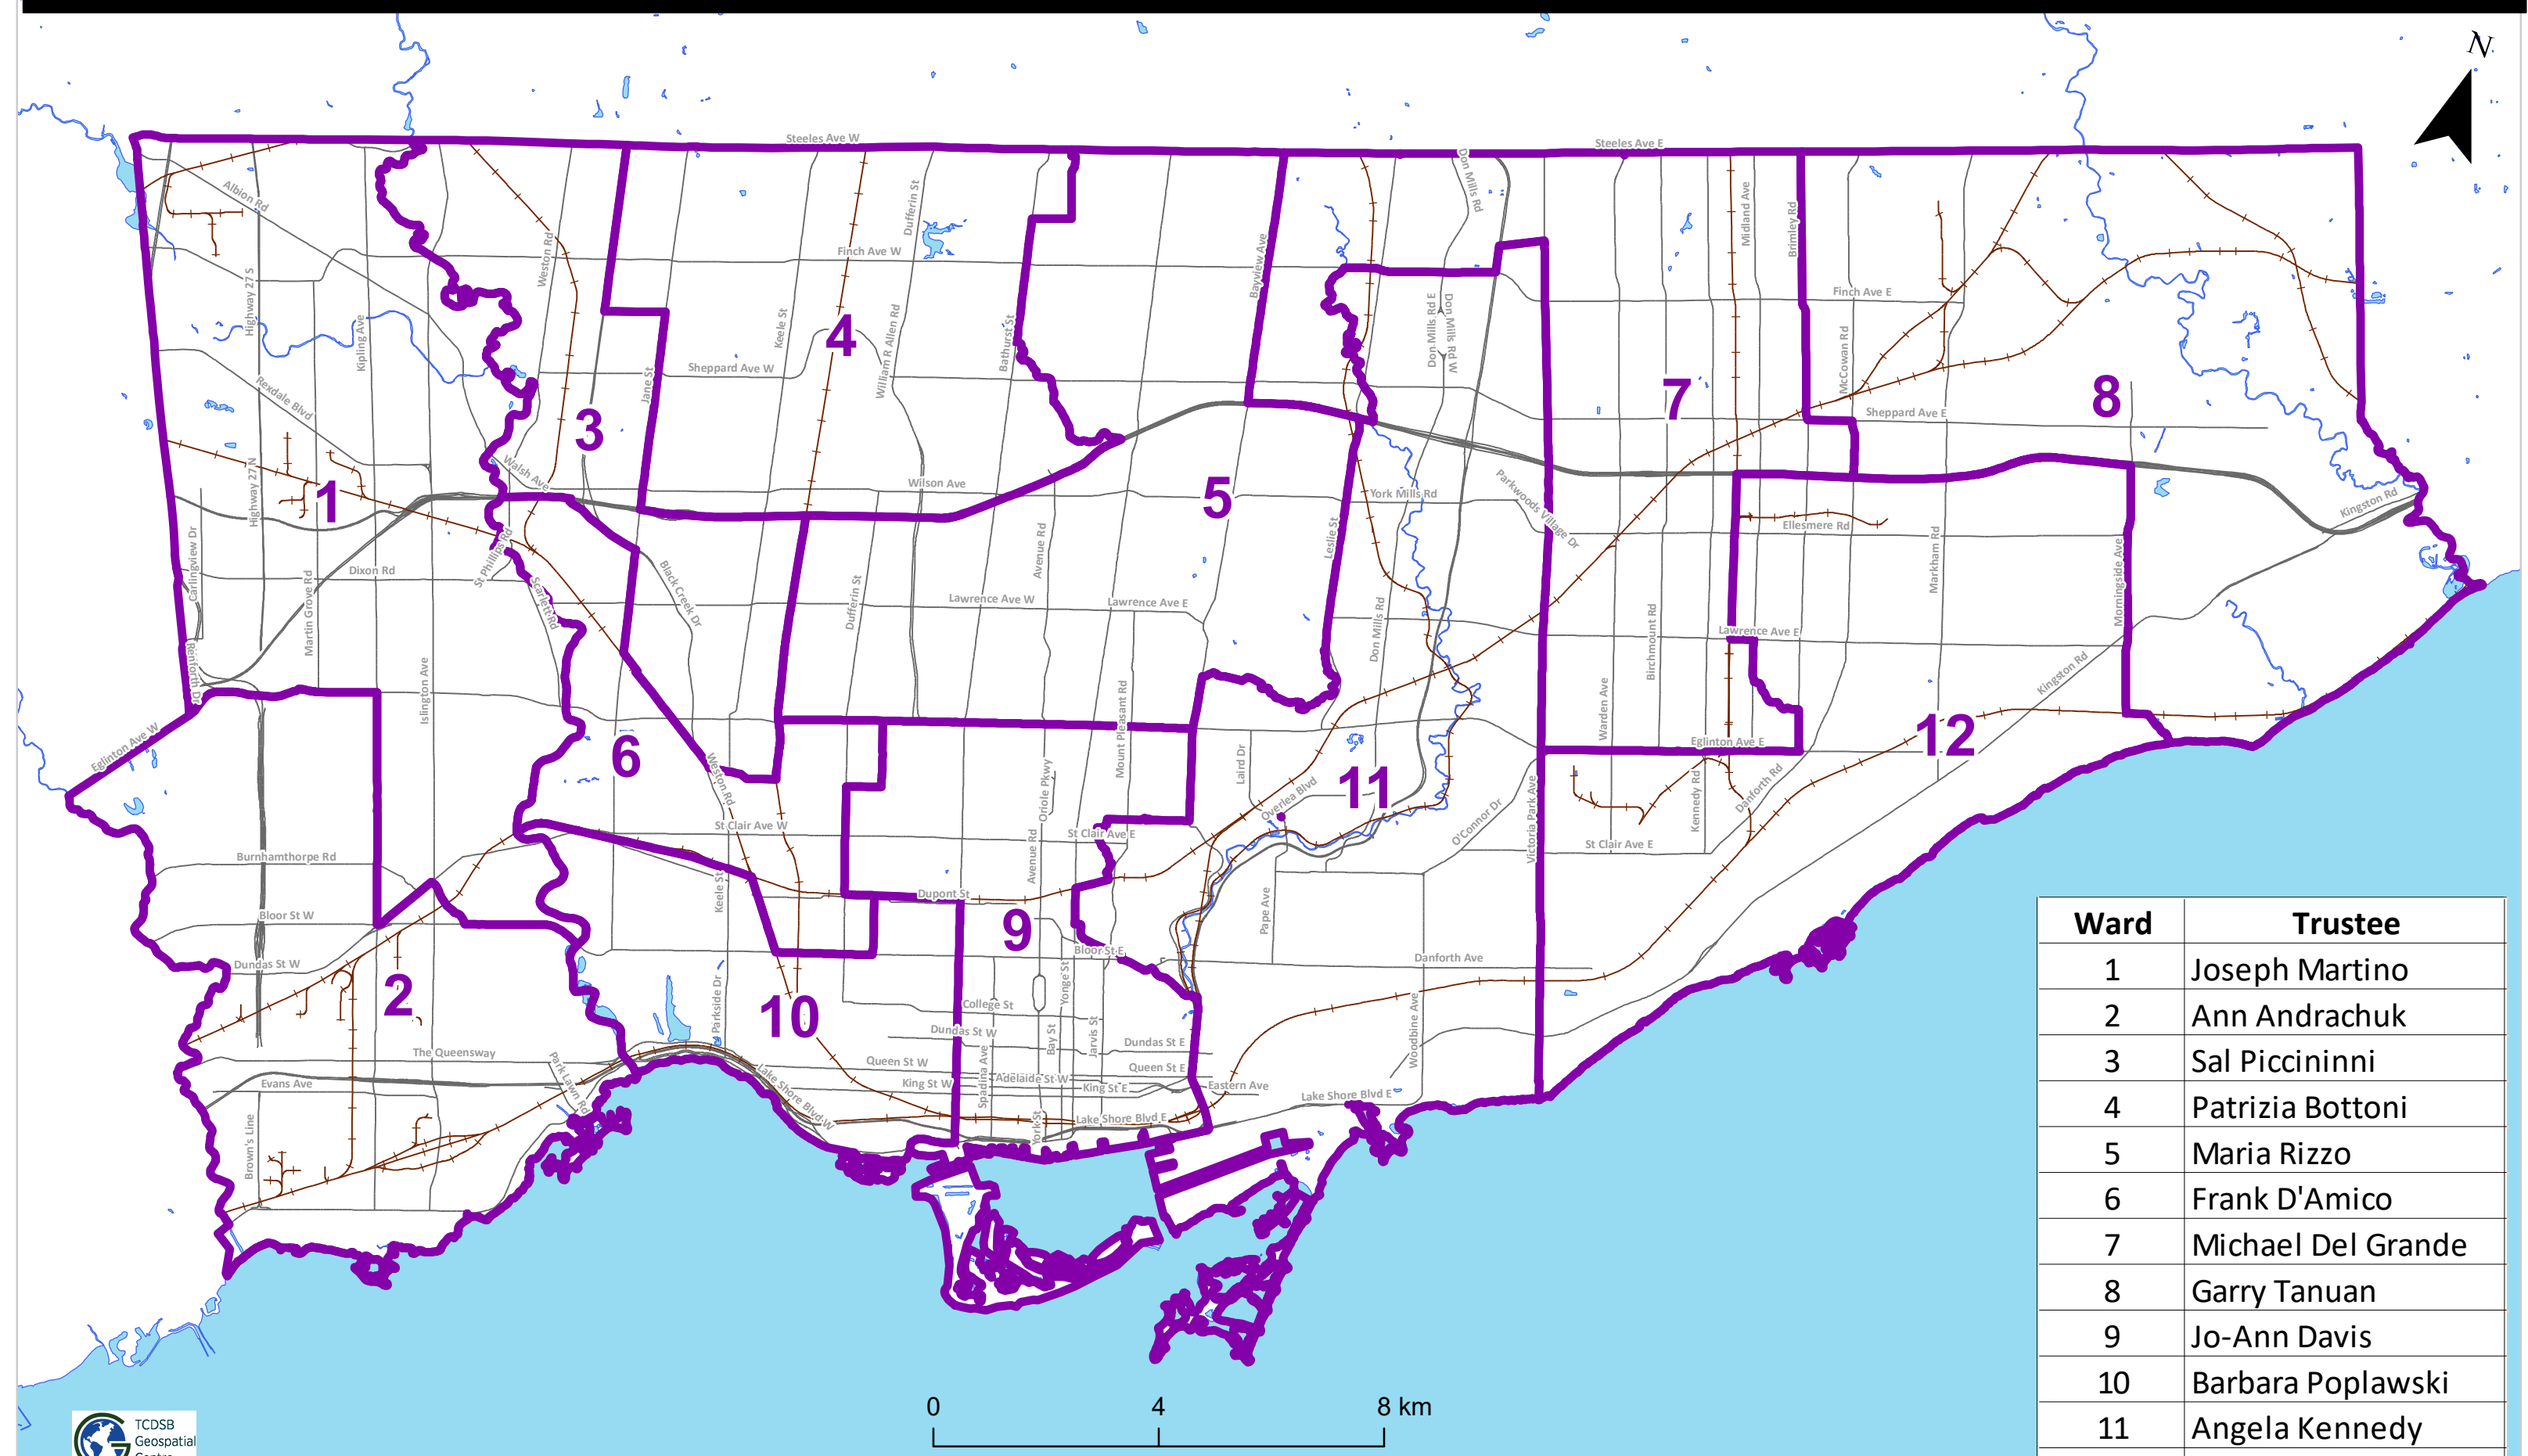 N
Steeles Ave W
Steeles Ave E
Albion Rd
Highway 27 S
Kipling Ave
Weston Rd
Finch Ave W
Dufferin St
Keele St
William R Allen Rd
Bathurst St
Bayview Ave
Don Mills Rd
Don Mills Rd E
Don Mills Rd W
Midland Ave
Brimley Rd
Finch Ave E
McCowan Rd
4
7
8
3
Rexdale Blvd
Jane St
Sheppard Ave W
Sheppard Ave E
1
5
Highway 27 N
Walsh Ave
Wilson Ave
York Mills Rd
Parkwoods Village Dr
Ellesmere Rd
Kingston Rd
Carlingview Dr
Martin Grove Rd
Dixon Rd
St Phillips Rd
Scarlett Rd
Black Creek Dr
Dufferin St
Avenue Rd
Lawrence Ave W
Lawrence Ave E
Leslie St
Don Mills Rd
Birchmount Rd
Lawrence Ave E
Markham Rd
Morningside Ave
Kingston Rd
Renforth Dr
Islington Ave
Eglinton Ave W
6
Weston Rd
Mount Pleasant Rd
Oriole Pkwy
Laird Dr
11
Overlea Blvd
Warden Ave
Eglinton Ave E
12
Kennedy Rd
Danforth Rd
O'Connor Dr
Victoria Park Ave
St Clair Ave W
St Clair Ave E
St Clair Ave E
Burnhamthorpe Rd
Bloor St W
Dundas St W
Keele St
Dupont St
Avenue Rd
9
Bloor St E
Pape Ave
Danforth Ave
2
10
Parkside Dr
College St
Yonge St
Dundas St W
Bay St
Jarvis St
Dundas St E
Woodbine Ave
The Queensway
Evans Ave
Park Lawn Rd
Queen St W
Queen St E
King St W
Spadina Ave
Adelaide St W
King St E
Eastern Ave
Lake Shore Blvd W
Lake Shore Blvd E
Lake Shore Blvd E
York St
Brown's Line
Ward Trustee
1 Joseph Martino
2 Ann Andrachuk
3 Sal Piccininni
4 Patrizia Bottoni
5 Maria Rizzo
6 Frank D'Amico
7 Michael Del Grande
8 Garry Tanuan
9 Jo-Ann Davis
10 Barbara Poplawski
11 Angela Kennedy
0 4 8 km
TCDSB
Geospatial